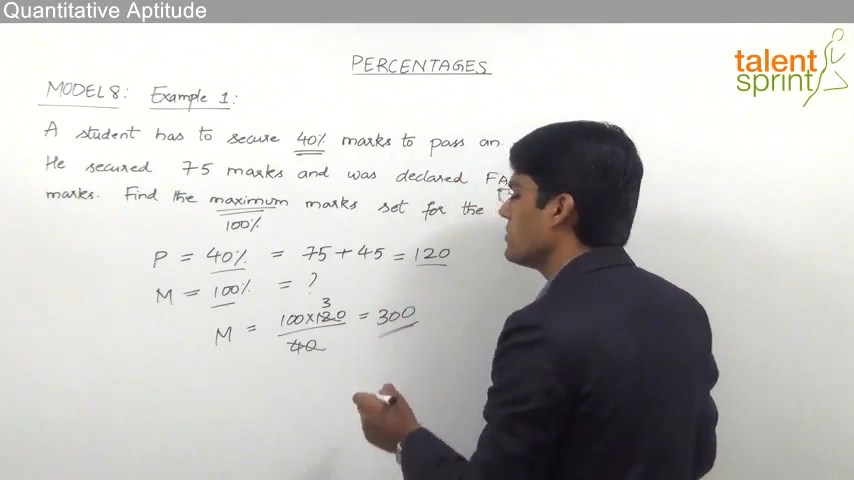 Quantitative Aptitude
talent
sprint
PERCENTAGES
MODEL 8: Example 1:
A student has to secure 40% marks to pass an
He secured 75 marks and was declared FA
marks. Find the maximum marks set for the
100%
P = 40% = 75 + 45 = 120
M = 100% = ?
3
M = 100 × 120 = 300
40